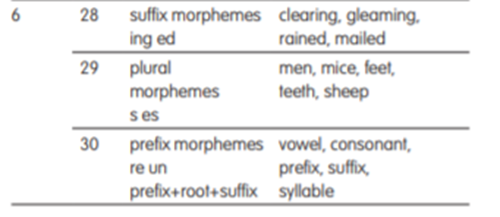 6 28 suffix morphemes clearing, gleaming,
ing ed rained, mailed
29 plural men, mice, feet,
morphemes teeth, sheep
s es
30 prefix morphemes vowel, consonant,
re un prefix, suffix,
prefix+root+suffix syllable